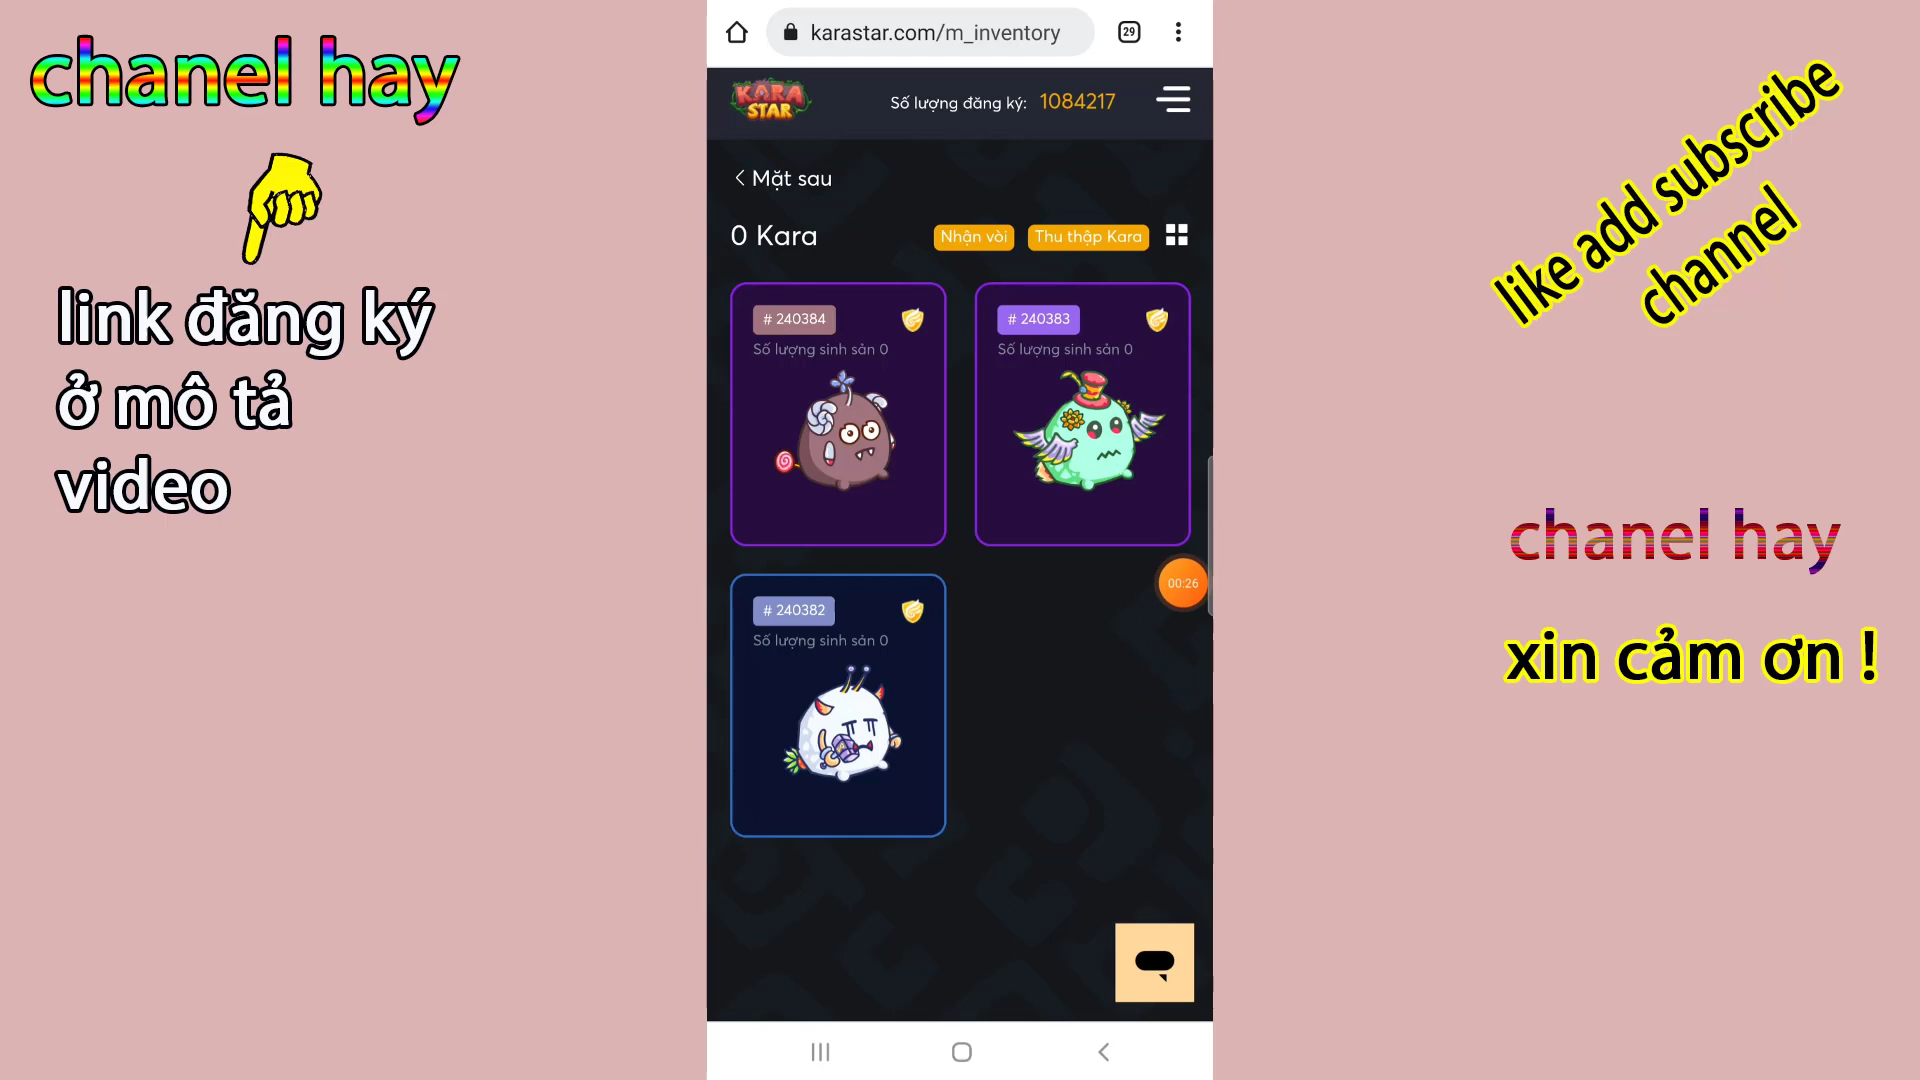 chanel hay
link đăng ký
ở mô tả
video
karastar.com/m_inventory
29
KARA
STAR
Số lượng đăng ký: 1084217
Mặt sau
0 Kara
Nhận vòi
Thu thập Kara
# 240384
Số lượng sinh sản 0
# 240383
Số lượng sinh sản 0
# 240382
Số lượng sinh sản 0
00:26
like add subscribe
channel
chanel hay
xin cảm ơn !